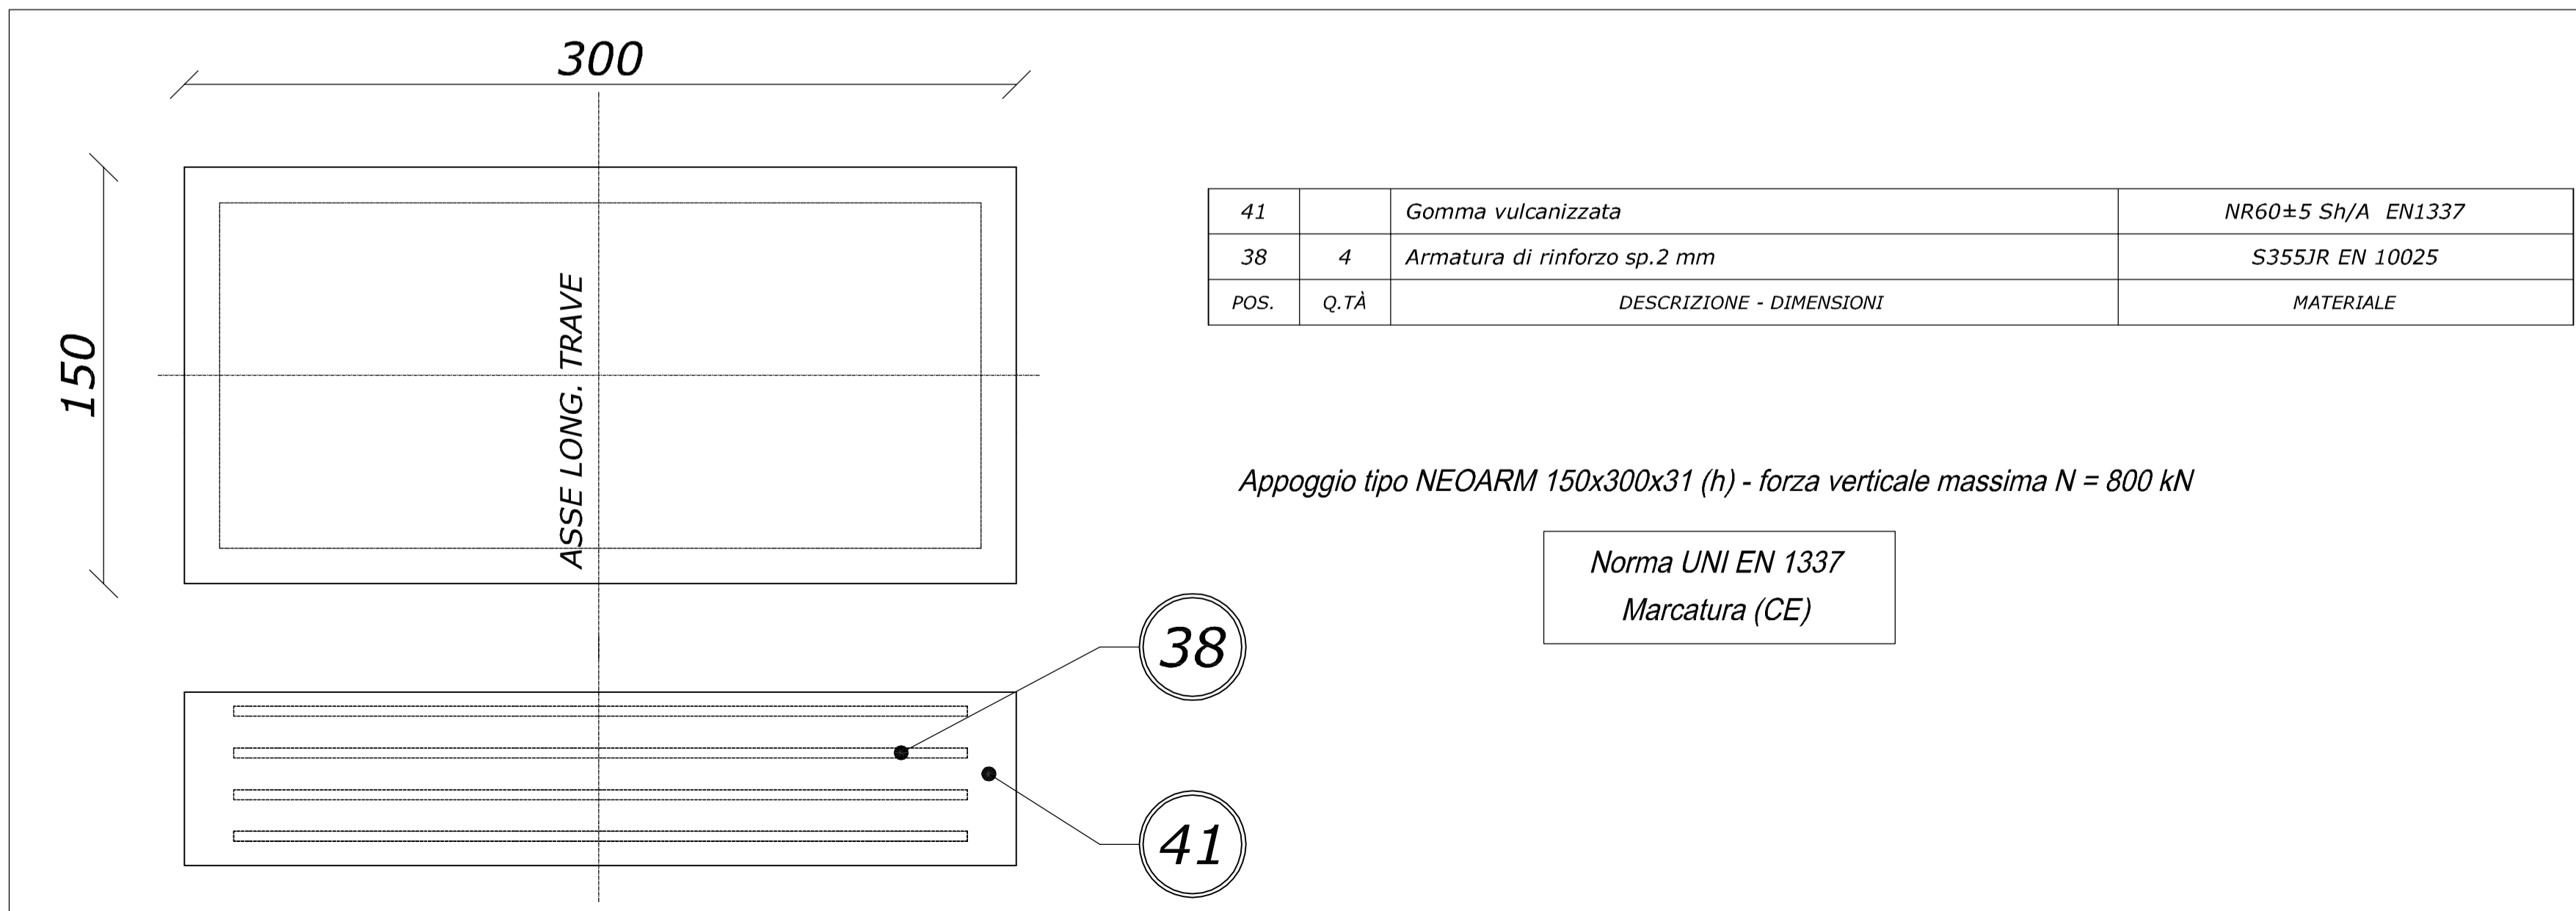 300
150
ASSE LONG. TRAVE
41 Gomma vulcanizzata NR60±5 Sh/A EN1337
38 4 Armatura di rinforzo sp.2 mm S355JR EN 10025
POS. Q.TÀ DESCRIZIONE - DIMENSIONI MATERIALE
Appoggio tipo NEOARM 150x300x31 (h) - forza verticale massima N = 800 kN
Norma UNI EN 1337
Marcatura (CE)
38
41